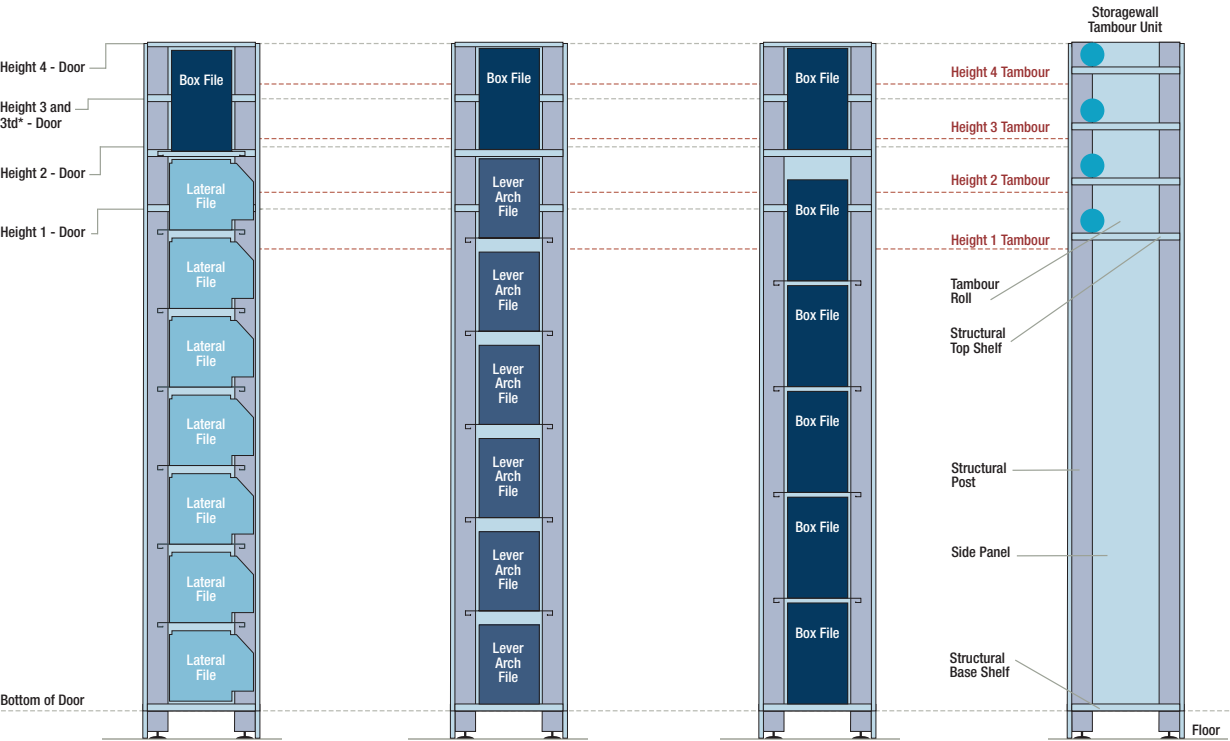 Storagewall
Tambour Unit
Height 4 - Door
Height 3 and
3td* - Door
Height 2 - Door
Height 1 - Door
Bottom of Door
Box File
Lateral
File
Lateral
File
Lateral
File
Lateral
File
Lateral
File
Lateral
File
Lateral
File
Box File
Lever
Arch
File
Lever
Arch
File
Lever
Arch
File
Lever
Arch
File
Lever
Arch
File
Lever
Arch
File
Box File
Box File
Box File
Box File
Box File
Box File
Height 4 Tambour
Height 3 Tambour
Height 2 Tambour
Height 1 Tambour
Tambour
Roll
Structural
Top Shelf
Structural
Post
Side Panel
Structural
Base Shelf
Floor